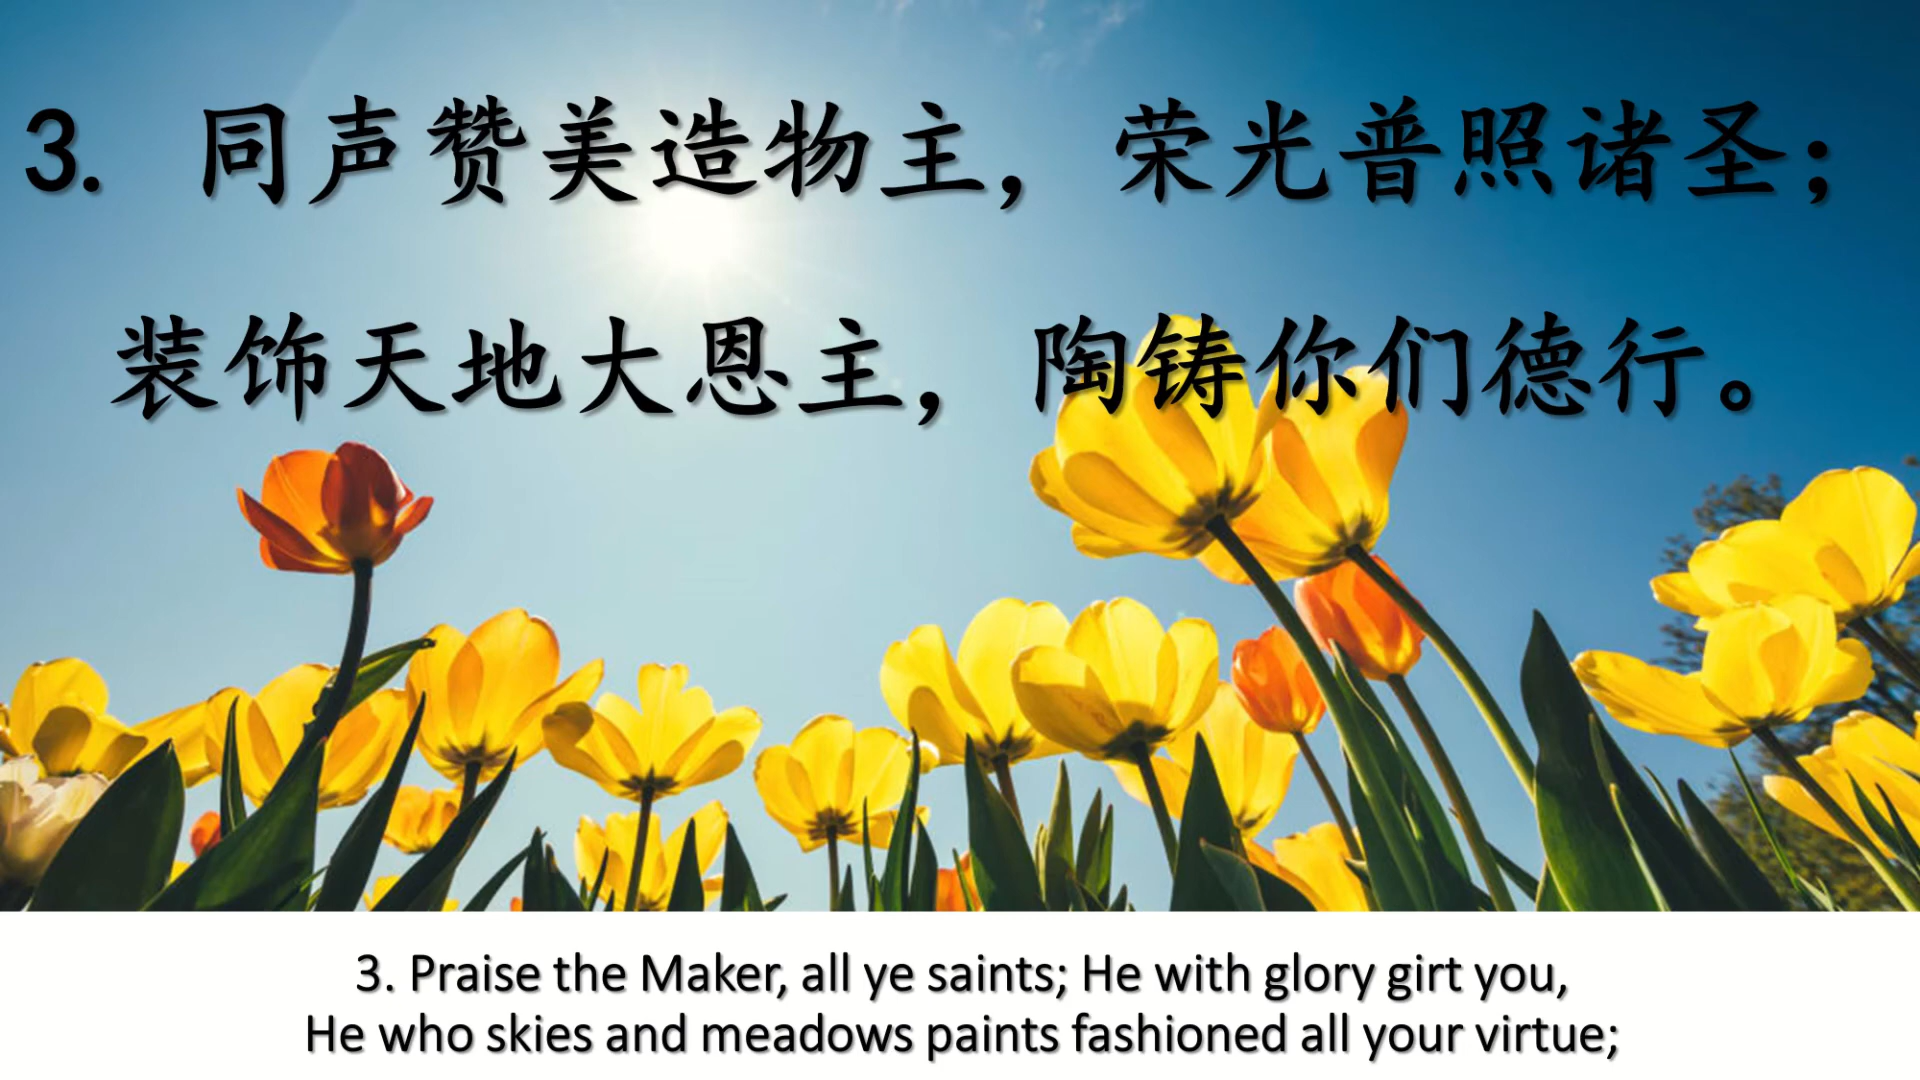 3. 同声赞美造物主，荣光普照诸圣；
装饰天地大恩主，陶铸你们德行。
3. Praise the Maker, all ye saints; He with glory girt you,
He who skies and meadows paints fashioned all your virtue;